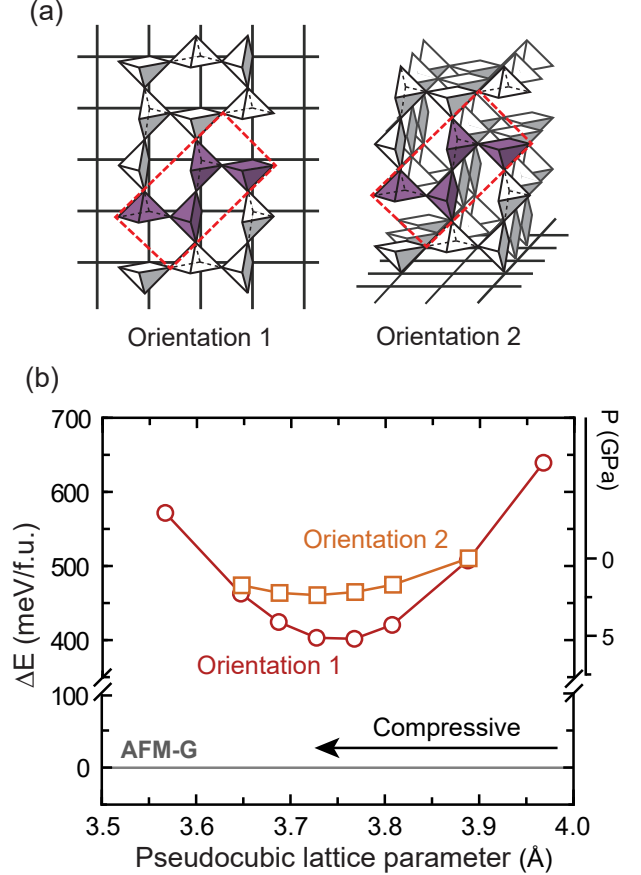 (a)
Orientation 1
Orientation 2
(b)
700
600
500
400
100
0
ΔE (meV/f.u.)
P (GPa)
0
5
Orientation 2
Orientation 1
Compressive
AFM-G
3.5 3.6 3.7 3.8 3.9 4.0
Pseudocubic lattice parameter (Å)